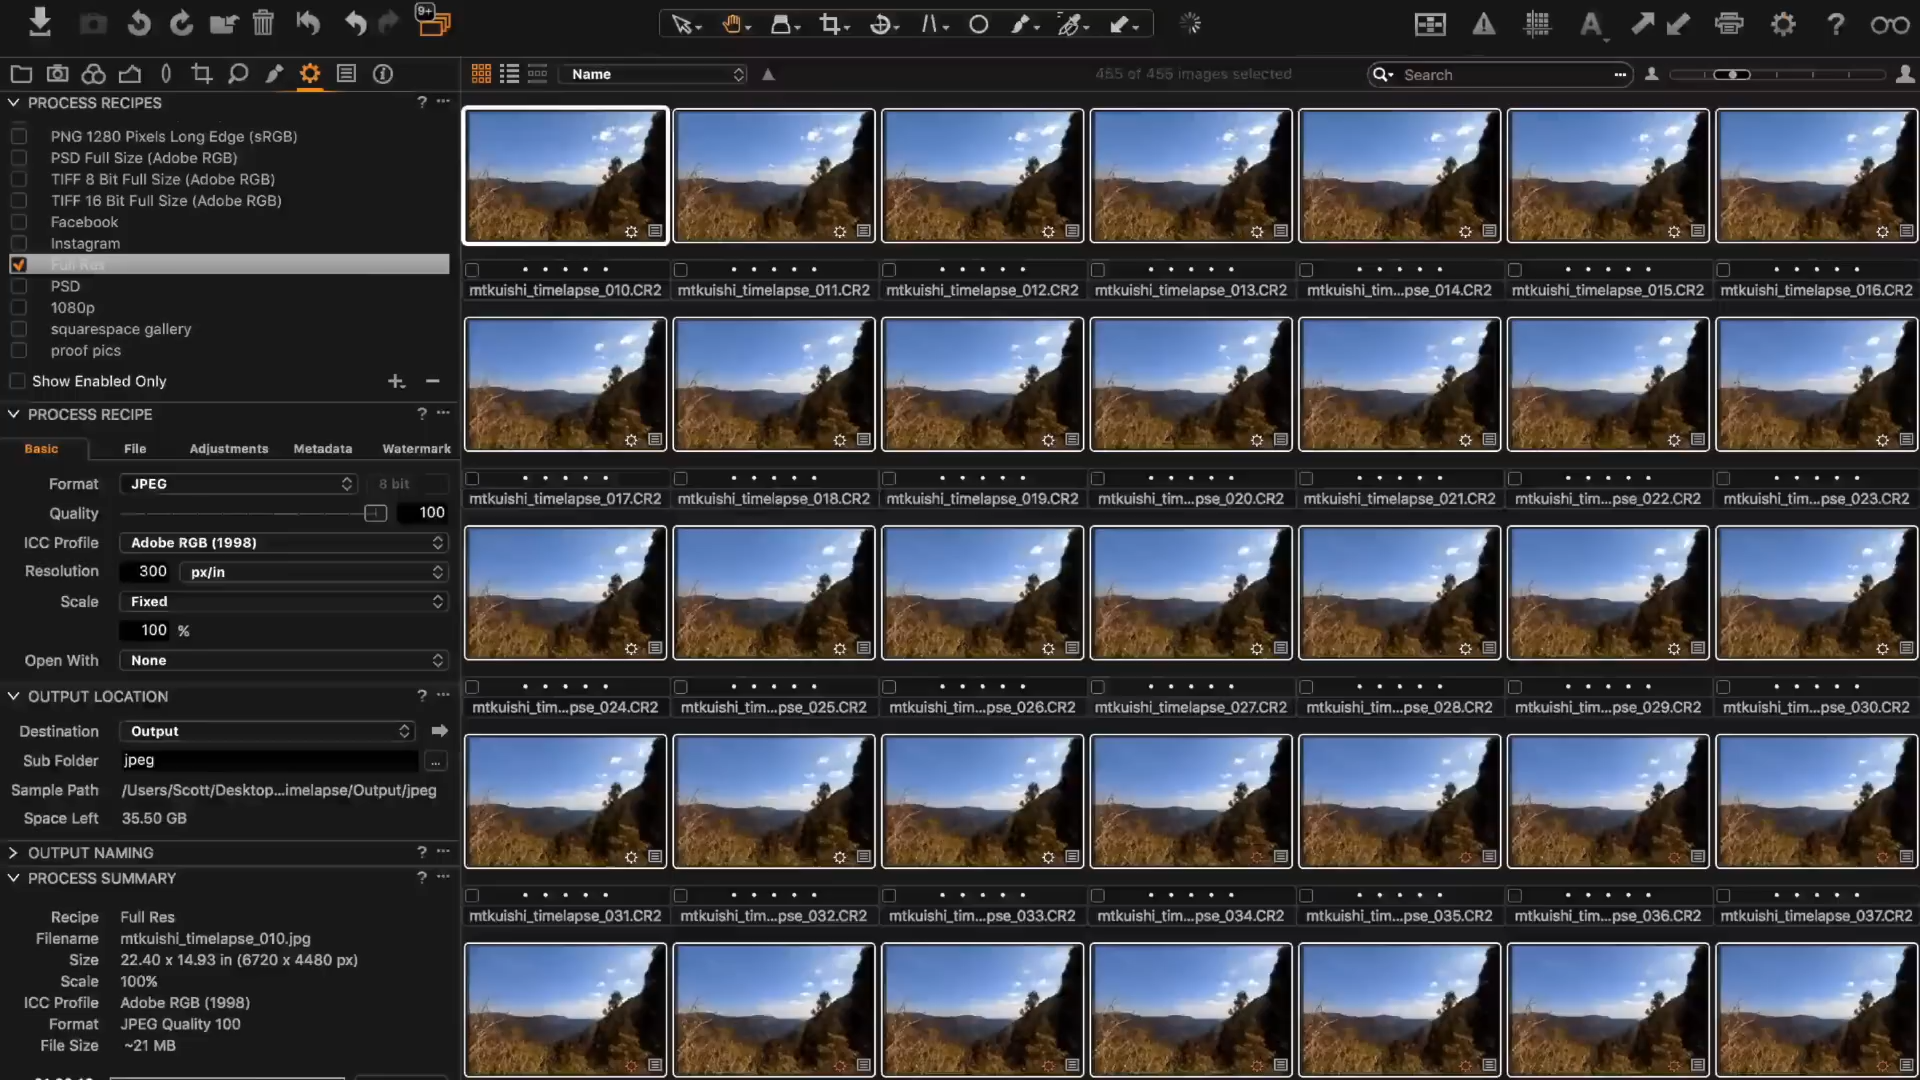 9+
Name
455 of 455 images selected
Search
PROCESS RECIPES
?
PNG 1280 Pixels Long Edge (sRGB)
PSD Full Size (Adobe RGB)
TIFF 8 Bit Full Size (Adobe RGB)
TIFF 16 Bit Full Size (Adobe RGB)
Facebook
Instagram
Full Res
PSD
1080p
squarespace gallery
proof pics
Show Enabled Only
PROCESS RECIPE
?
Basic File Adjustments Metadata Watermark
Format JPEG 8 bit
Quality 100
ICC Profile Adobe RGB (1998)
Resolution 300 px/in
Scale Fixed
100 %
Open With None
OUTPUT LOCATION
?
Destination Output
Sub Folder jpeg ...
Sample Path /Users/Scott/Desktop...imelapse/Output/jpeg
Space Left 35.50 GB
OUTPUT NAMING
?
PROCESS SUMMARY
?
Recipe Full Res
Filename mtkuishi_timelapse_010.jpg
Size 22.40 x 14.93 in (6720 x 4480 px)
Scale 100%
ICC Profile Adobe RGB (1998)
Format JPEG Quality 100
File Size ~21 MB
mtkuishi_timelapse_010.CR2 mtkuishi_timelapse_011.CR2 mtkuishi_timelapse_012.CR2 mtkuishi_timelapse_013.CR2 mtkuishi_tim...pse_014.CR2 mtkuishi_timelapse_015.CR2 mtkuishi_timelapse_016.CR2
mtkuishi_timelapse_017.CR2 mtkuishi_timelapse_018.CR2 mtkuishi_timelapse_019.CR2 mtkuishi_tim...pse_020.CR2 mtkuishi_timelapse_021.CR2 mtkuishi_tim...pse_022.CR2 mtkuishi_tim...pse_023.CR2
mtkuishi_tim...pse_024.CR2 mtkuishi_tim...pse_025.CR2 mtkuishi_tim...pse_026.CR2 mtkuishi_timelapse_027.CR2 mtkuishi_tim...pse_028.CR2 mtkuishi_tim...pse_029.CR2 mtkuishi_tim...pse_030.CR2
mtkuishi_timelapse_031.CR2 mtkuishi_tim...pse_032.CR2 mtkuishi_tim...pse_033.CR2 mtkuishi_tim...pse_034.CR2 mtkuishi_tim...pse_035.CR2 mtkuishi_tim...pse_036.CR2 mtkuishi_timelapse_037.CR2